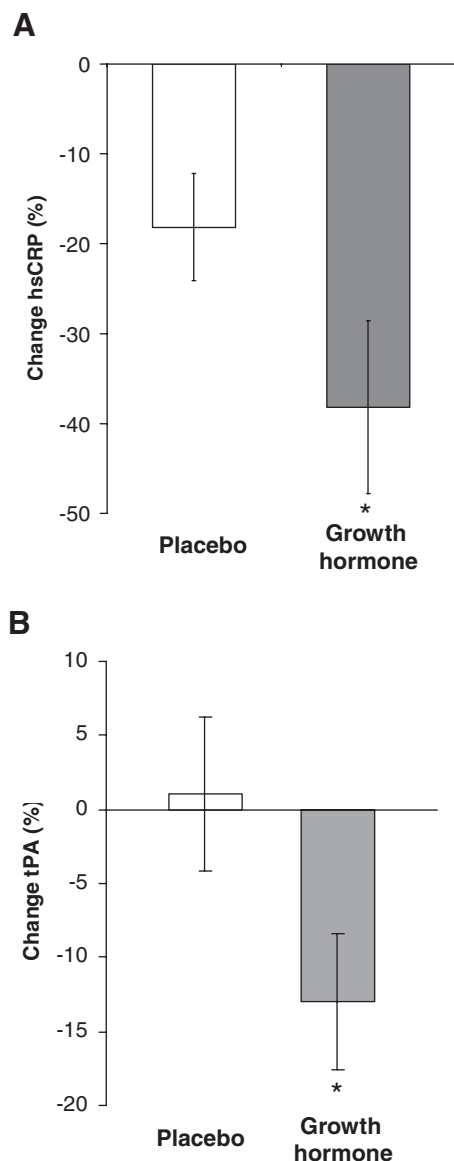 A
0
-10
-20
-30
-40
-50
Change hsCRP (%)
*
Placebo
Growth
hormone
B
10
5
0
-5
-10
-15
-20
Change tPA (%)
*
Placebo
Growth
hormone